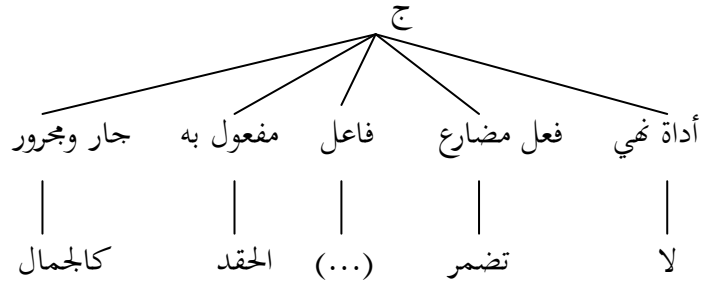 ج
أداة نهي فعل مضارع فاعل مفعول به جار ومجرور
لا تضمر (...) الحقد كالجمال